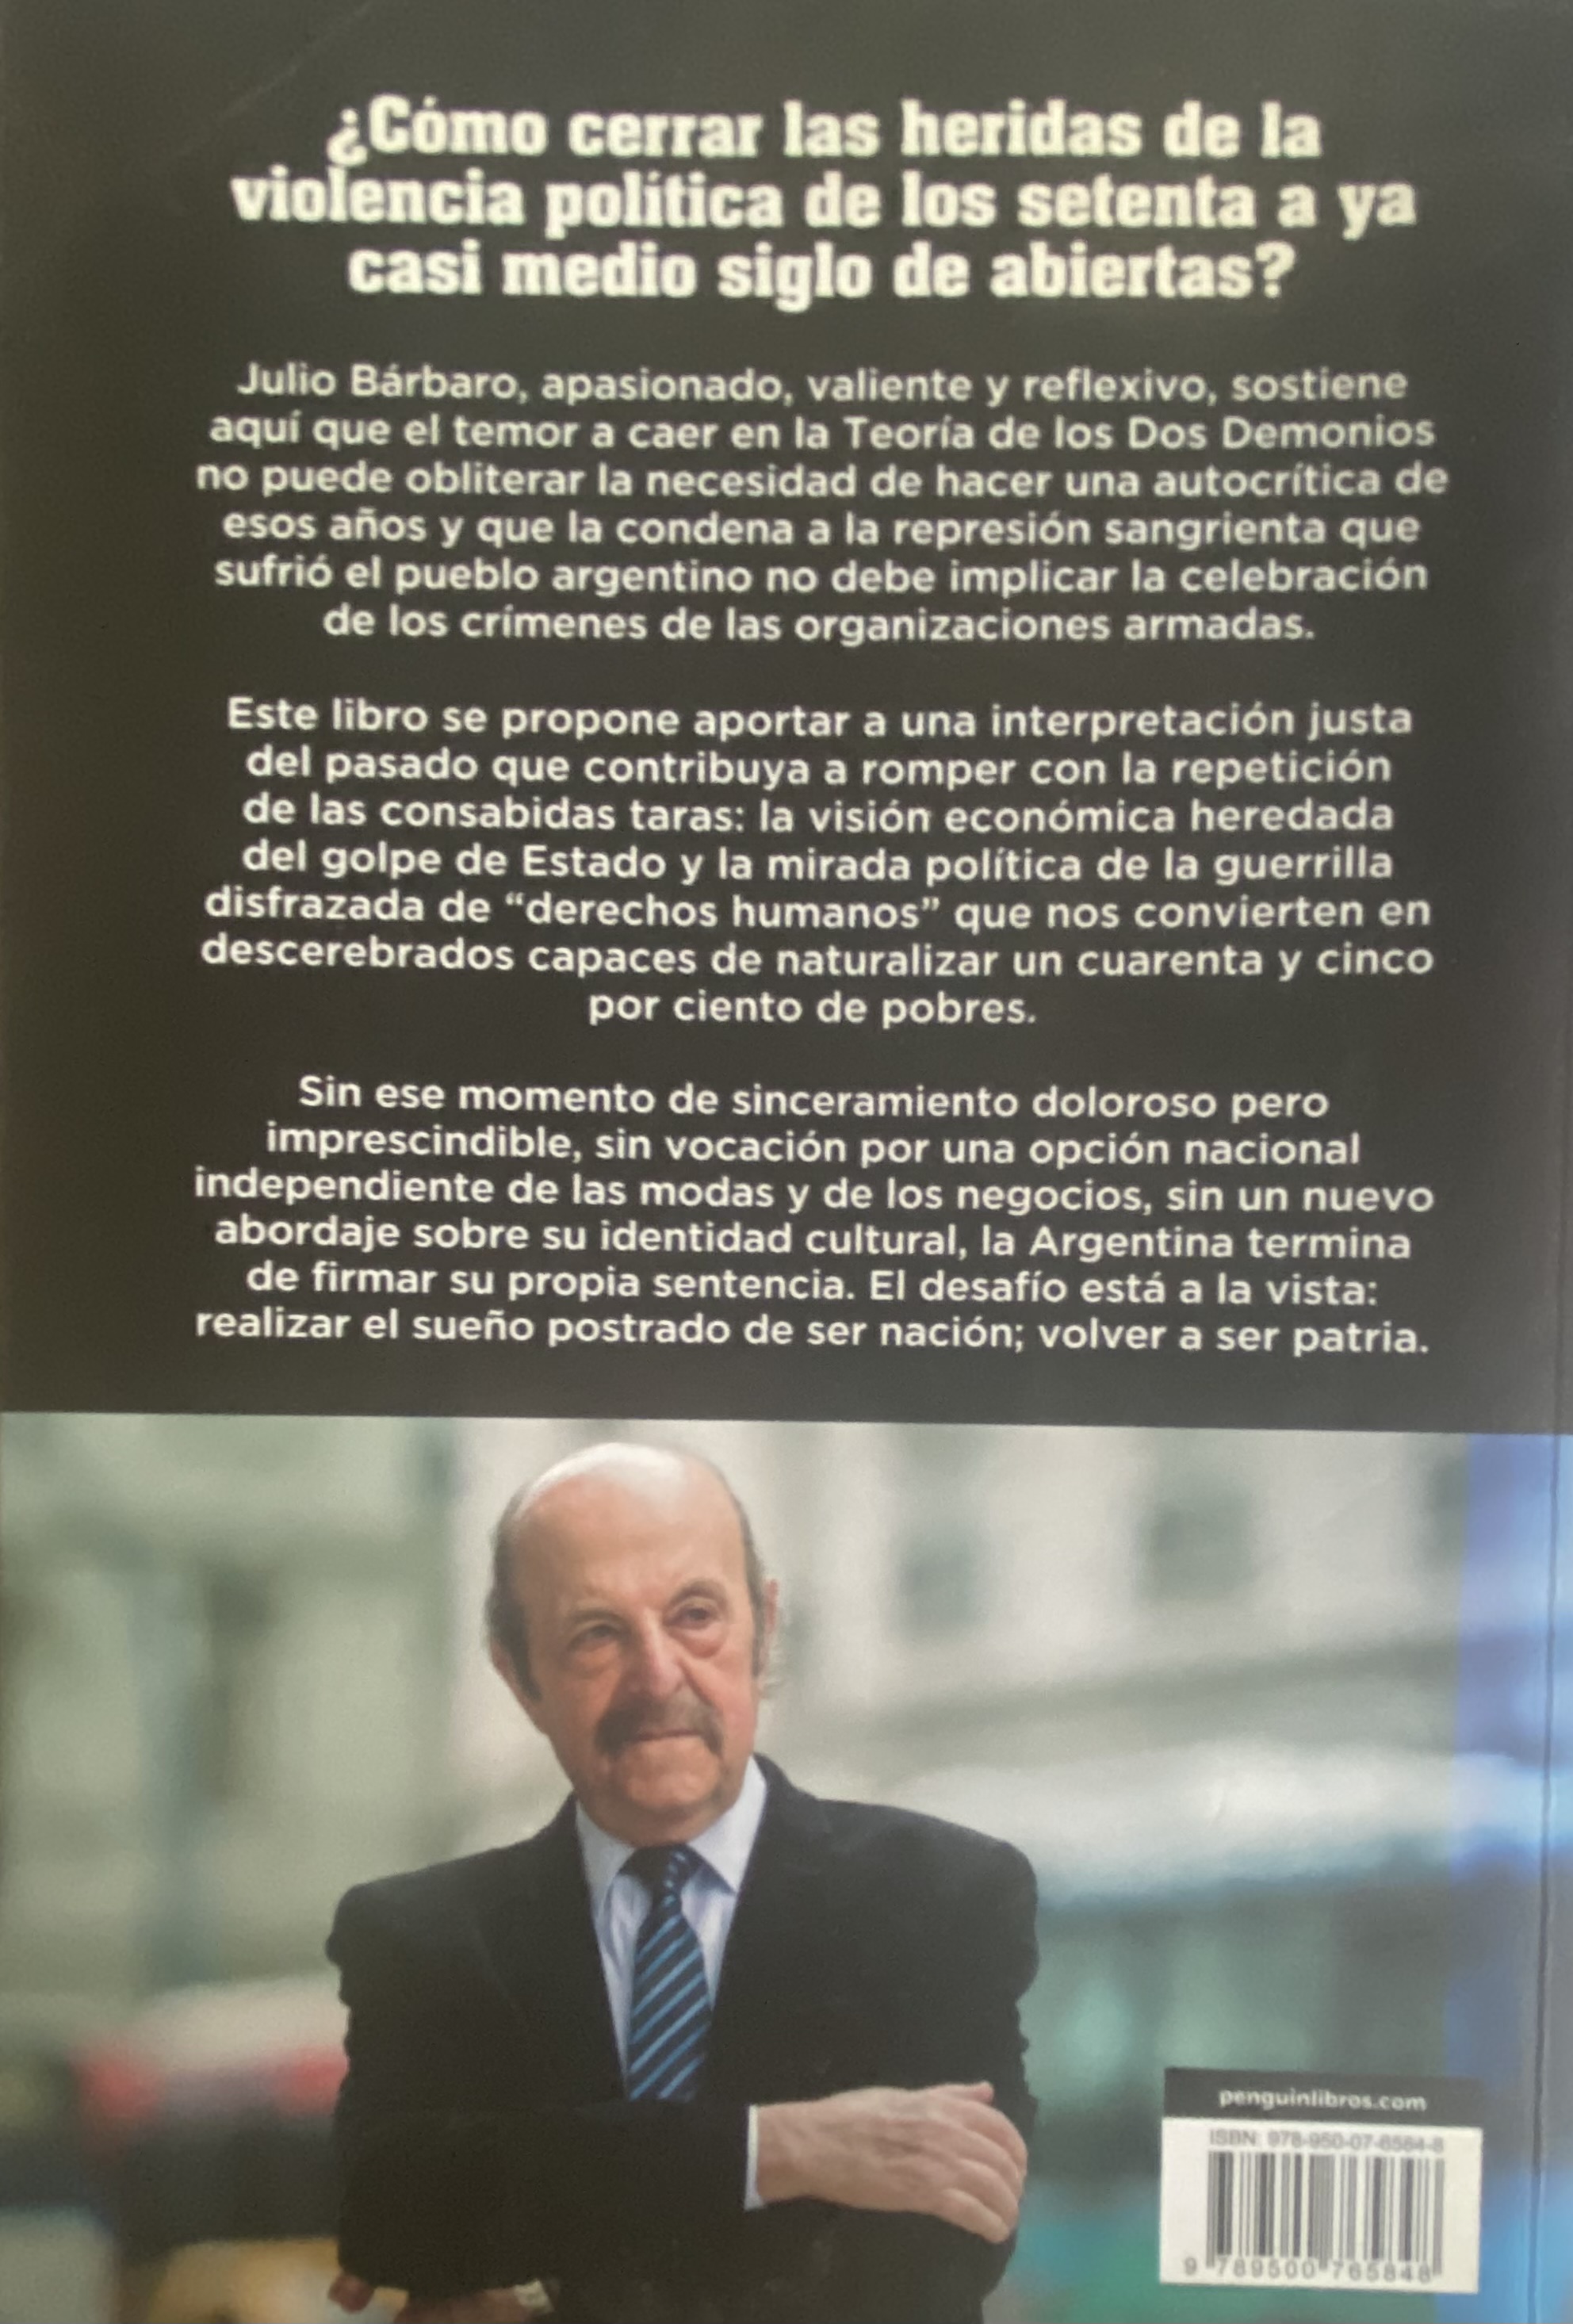 ¿Cómo cerrar las heridas de la
violencia política de los setenta a ya
casi medio siglo de abiertas?
Julio Bárbaro, apasionado, valiente y reflexivo, sostiene
aquí que el temor a caer en la Teoría de los Dos Demonios
no puede obliterar la necesidad de hacer una autocrítica de
esos años y que la condena a la represión sangrienta que
sufrió el pueblo argentino no debe implicar la celebración
de los crímenes de las organizaciones armadas.
Este libro se propone aportar a una interpretación justa
del pasado que contribuya a romper con la repetición
de las consabidas taras: la visión económica heredada
del golpe de Estado y la mirada política de la guerrilla
disfrazada de “derechos humanos” que nos convierten en
descerebrados capaces de naturalizar un cuarenta y cinco
por ciento de pobres.
Sin ese momento de sinceramiento doloroso pero
imprescindible, sin vocación por una opción nacional
independiente de las modas y de los negocios, sin un nuevo
abordaje sobre su identidad cultural, la Argentina termina
de firmar su propia sentencia. El desafío está a la vista:
realizar el sueño postrado de ser nación; volver a ser patria.
penguinlibros.com
ISBN: 978-950-07-6584-8
9 789500 765848